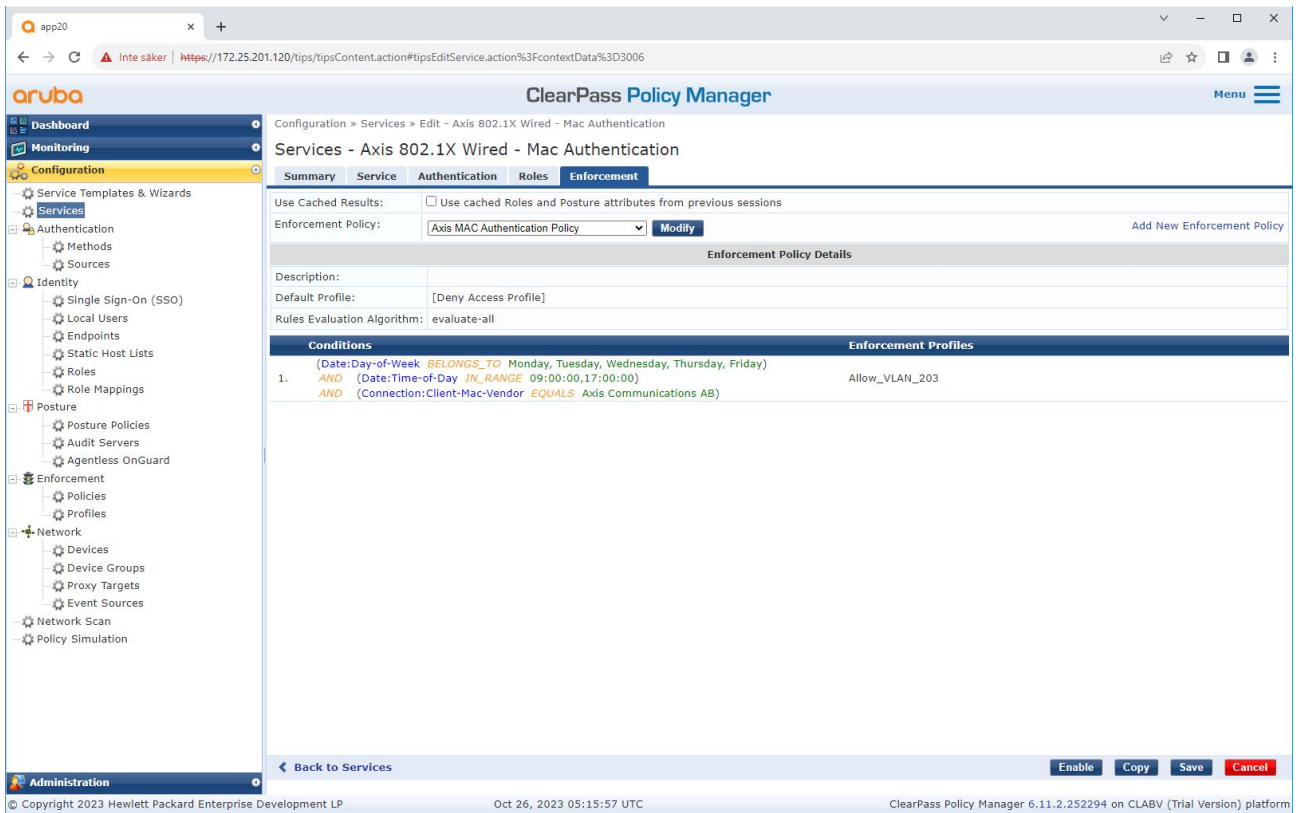 app20
Inte säker | https://172.25.201.120/tips/tipsContent.action#tipsEditService.action%3FcontextData%3D3006
aruba
ClearPass Policy Manager
Menu
Dashboard
Monitoring
Configuration
Service Templates & Wizards
Services
Authentication
Methods
Sources
Identity
Single Sign-On (SSO)
Local Users
Endpoints
Static Host Lists
Roles
Role Mappings
Posture
Posture Policies
Audit Servers
Agentless OnGuard
Enforcement
Policies
Profiles
Network
Devices
Device Groups
Proxy Targets
Event Sources
Network Scan
Policy Simulation
Administration
Configuration » Services » Edit - Axis 802.1X Wired - Mac Authentication
Services - Axis 802.1X Wired - Mac Authentication
Summary Service Authentication Roles Enforcement
Use Cached Results: Use cached Roles and Posture attributes from previous sessions
Enforcement Policy: Axis MAC Authentication Policy Modify Add New Enforcement Policy
Enforcement Policy Details
Description:
Default Profile: [Deny Access Profile]
Rules Evaluation Algorithm: evaluate-all
Conditions Enforcement Profiles
(Date:Day-of-Week BELONGS_TO Monday, Tuesday, Wednesday, Thursday, Friday)
1. AND (Date:Time-of-Day IN_RANGE 09:00:00,17:00:00) Allow_VLAN_203
AND (Connection:Client-Mac-Vendor EQUALS Axis Communications AB)
Back to Services Enable Copy Save Cancel
© Copyright 2023 Hewlett Packard Enterprise Development LP Oct 26, 2023 05:15:57 UTC ClearPass Policy Manager 6.11.2.252294 on CLABV (Trial Version) platform